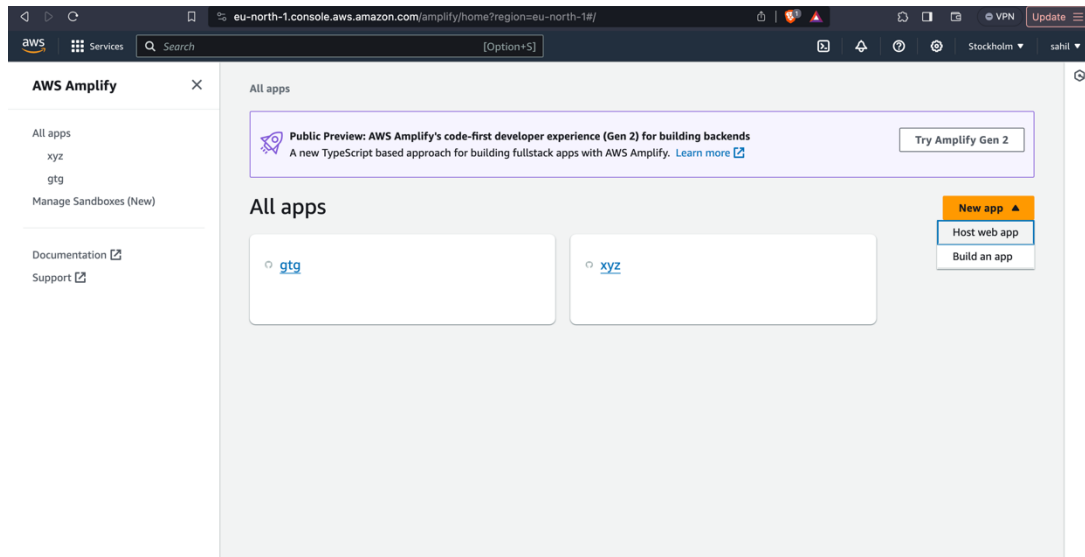 eu-north-1.console.aws.amazon.com/amplify/home?region=eu-north-1#/
VPN
Update
aws
Services
Search
[Option+S]
Stockholm
sahil
AWS Amplify
All apps
xyz
gtg
Manage Sandboxes (New)
Documentation
Support
All apps
Public Preview: AWS Amplify's code-first developer experience (Gen 2) for building backends
A new TypeScript based approach for building fullstack apps with AWS Amplify. Learn more
Try Amplify Gen 2
All apps
New app
Host web app
Build an app
gtg
xyz